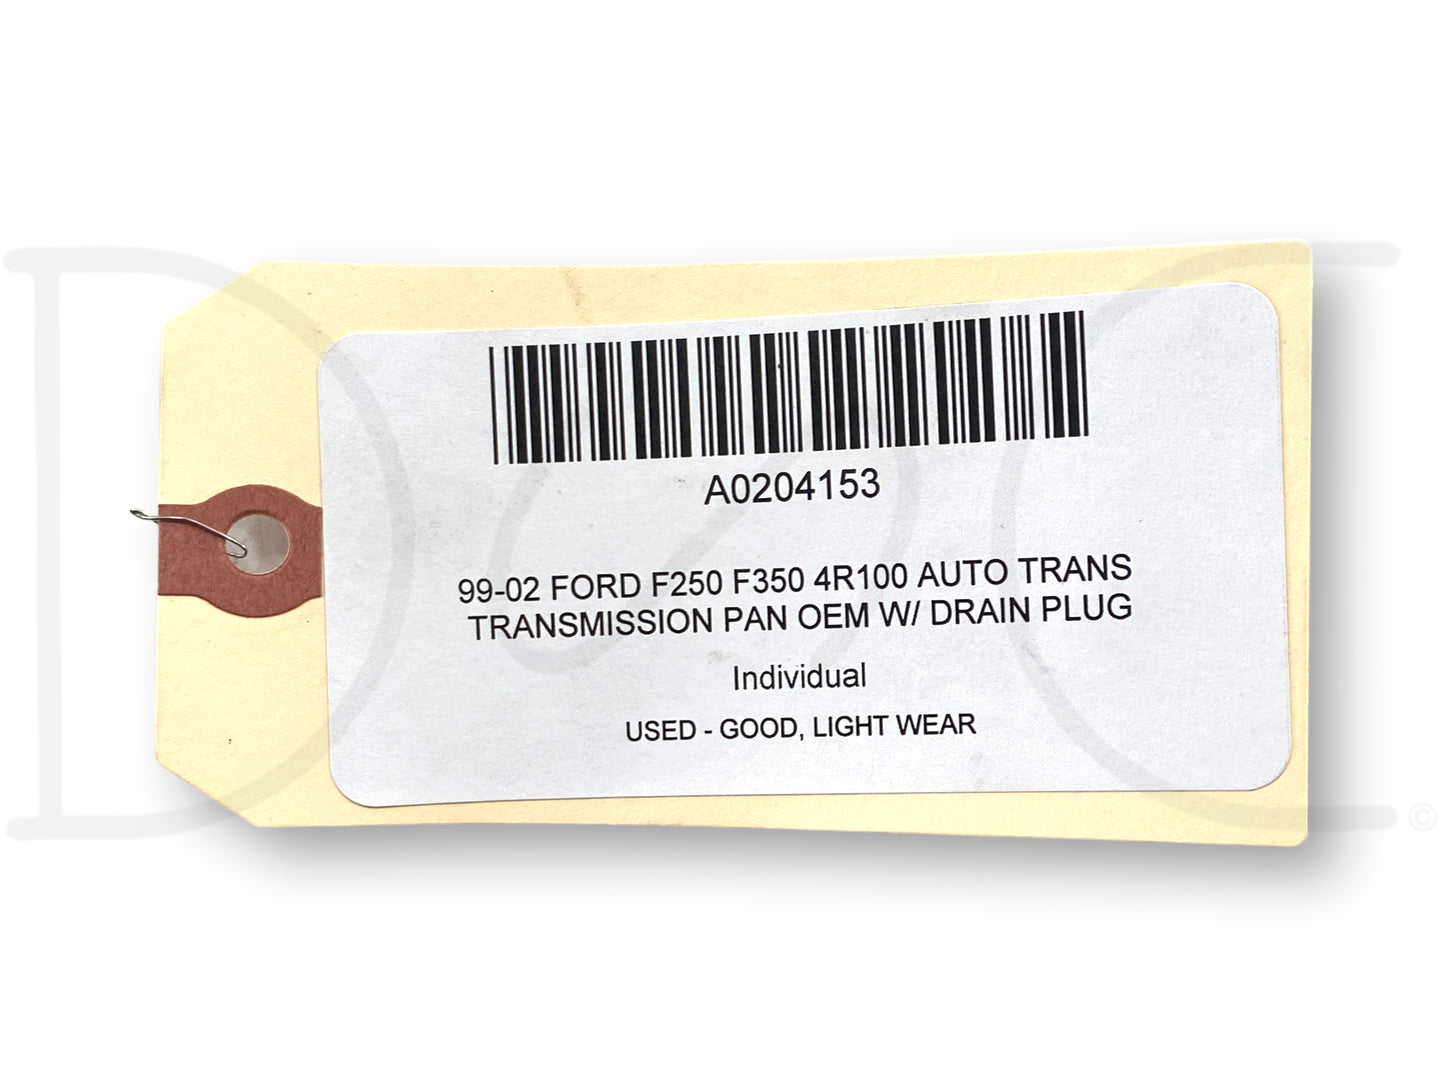 A0204153
99-02 FORD F250 F350 4R100 AUTO TRANS
TRANSMISSION PAN OEM W/ DRAIN PLUG
Individual
USED - GOOD, LIGHT WEAR
D C ©